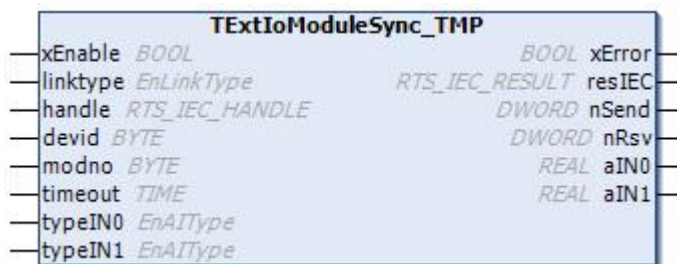 TExtIoModuleSync_TMP
xEnable BOOL BOOL xError
linktype EnLinkType RTS_IEC_RESULT resIEC
handle RTS_IEC_HANDLE DWORD nSend
devid BYTE DWORD nRsv
modno BYTE REAL aIN0
timeout TIME REAL aIN1
typeIN0 EnAIType
typeIN1 EnAIType